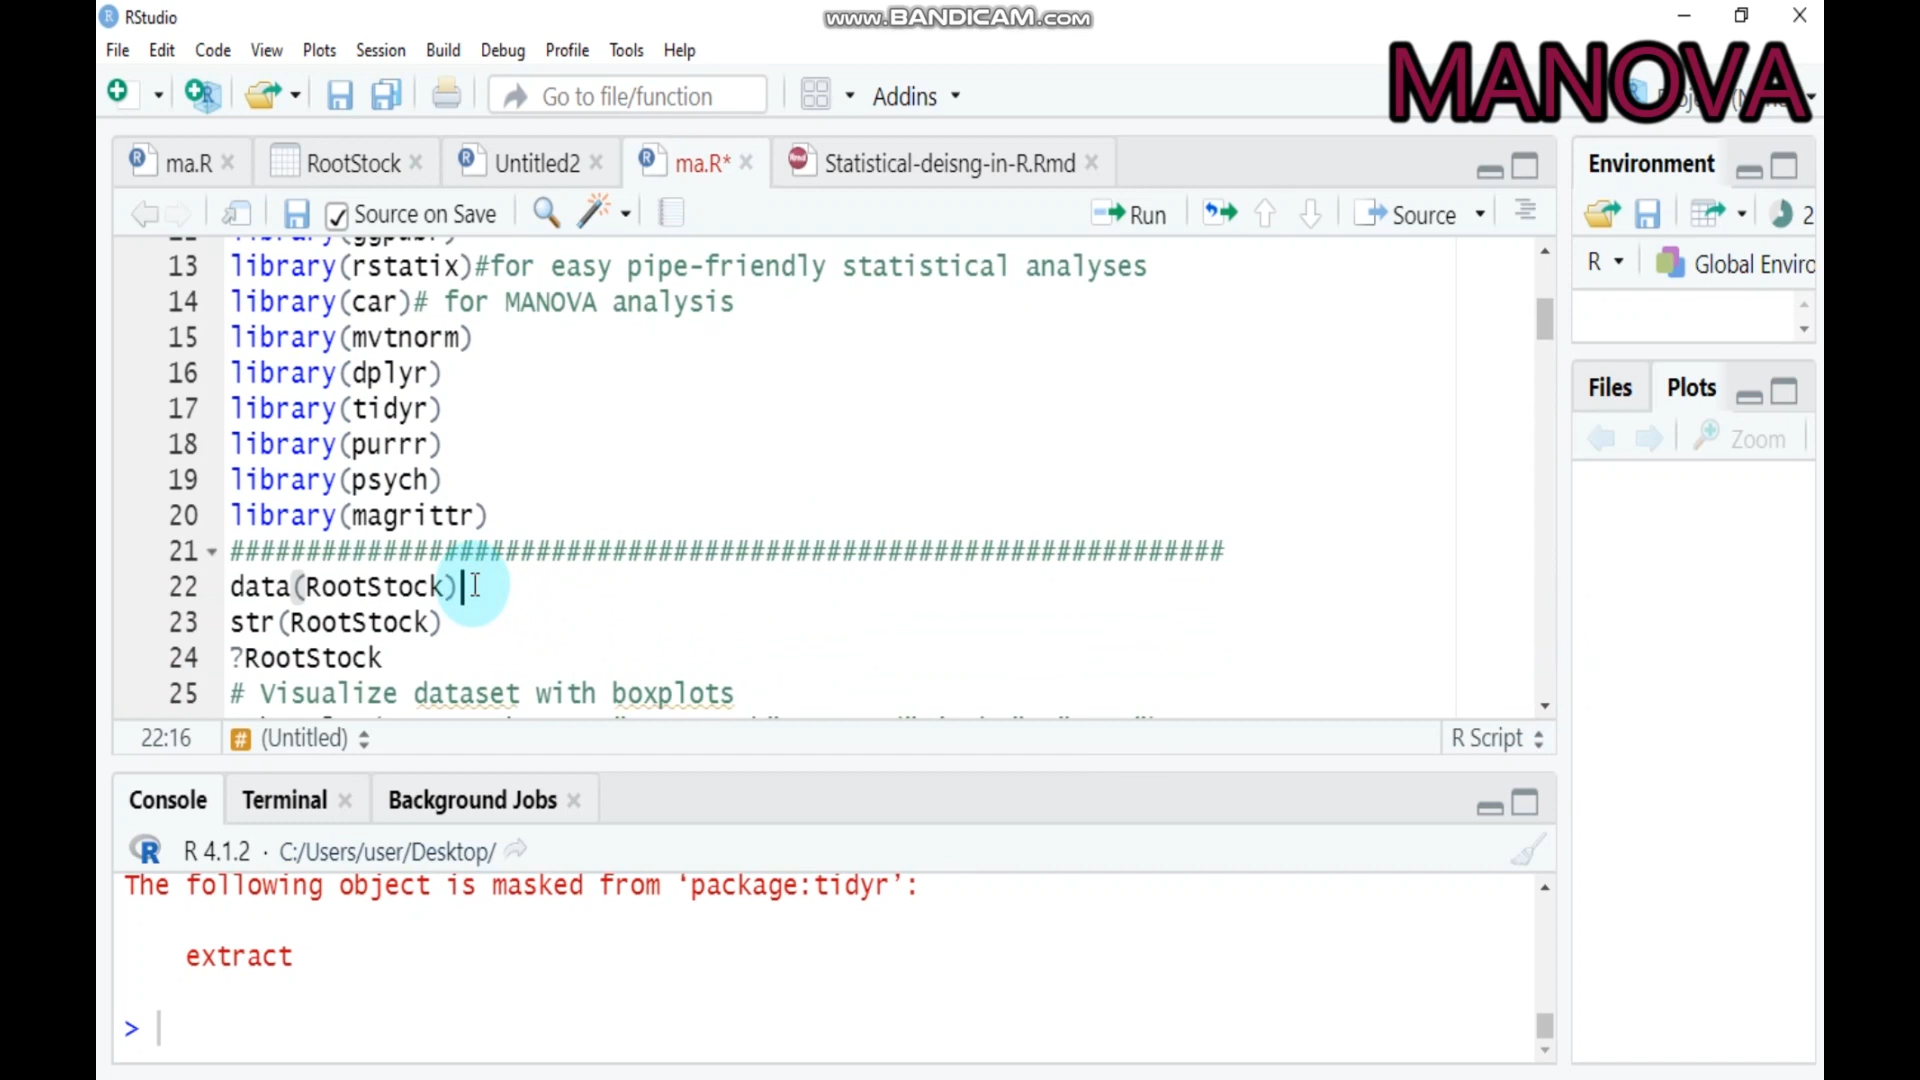 RStudio
www.BANDICAM.com
File Edit Code View Plots Session Build Debug Profile Tools Help
MANOVA
Go to file/function
Addins
ma.R RootStock Untitled2 ma.R* Statistical-deisng-in-R.Rmd
Environment
Source on Save Run Source
2
R Global Enviro
library(ggpubr)
13 library(rstatix)#for easy pipe-friendly statistical analyses
14 library(car)# for MANOVA analysis
15 library(mvtnorm)
16 library(dplyr)
17 library(tidyr)
18 library(purrr)
19 library(psych)
20 library(magrittr)
21 #################################################################
22 data(RootStock)
23 str(RootStock)
24 ?RootStock
25 # Visualize dataset with boxplots
Files Plots
Zoom
22:16 # (Untitled) R Script
Console Terminal Background Jobs
R 4.1.2 · C:/Users/user/Desktop/
The following object is masked from ‘package:tidyr’:
extract
>